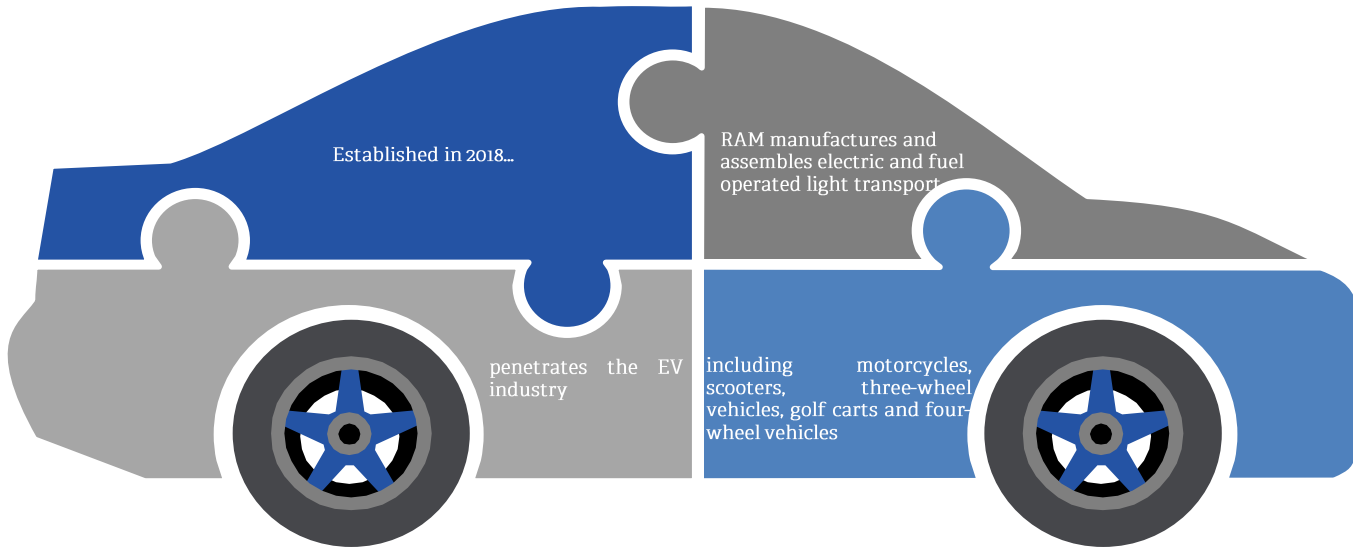 Established in 2018...
RAM manufactures and
assembles electric and fuel
operated light transport
penetrates the EV
industry
including motorcycles,
scooters, three-wheel
vehicles, golf carts and four-
wheel vehicles